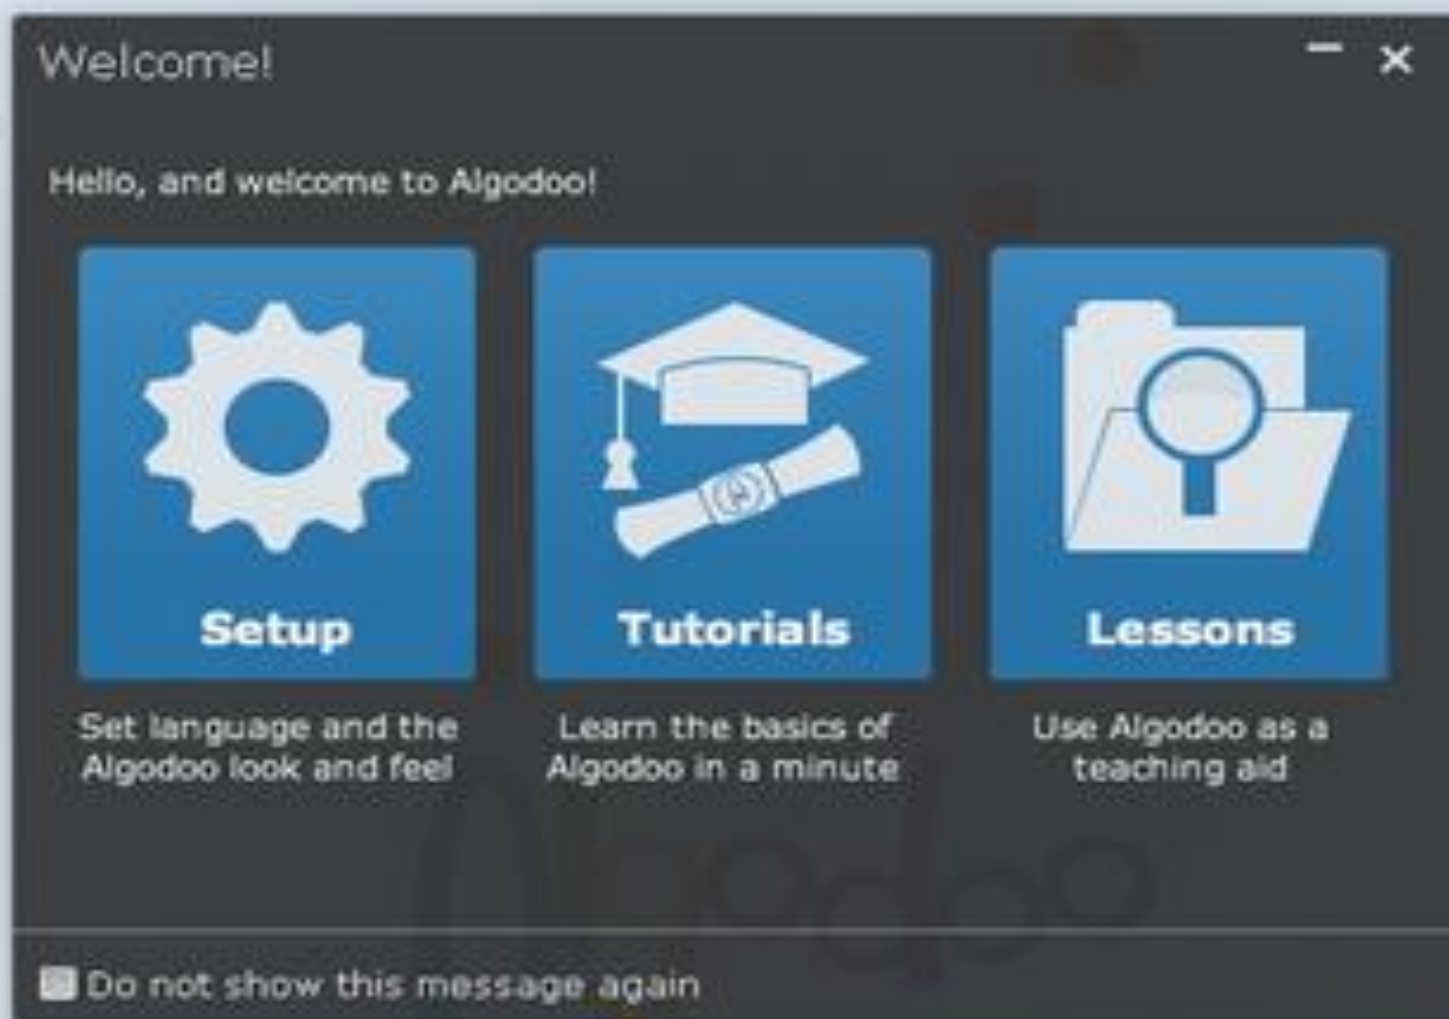 Welcome!
Hello, and welcome to Algodoo!
Setup
Tutorials
Lessons
Set language and the
Algodoo look and feel
Learn the basics of
Algodoo in a minute
Use Algodoo as a
teaching aid
Algodoo
Do not show this message again